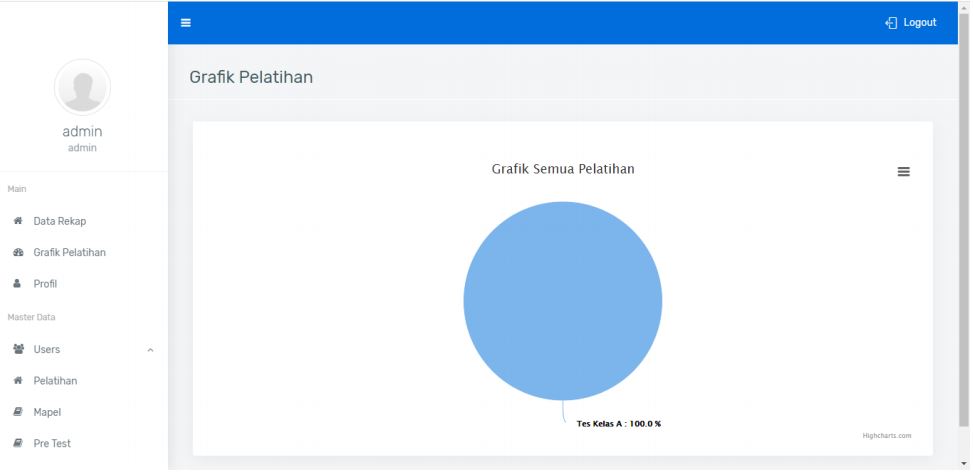 Logout
Grafik Pelatihan
admin
admin
Main
Data Rekap
Grafik Pelatihan
Profil
Master Data
Users
Pelatihan
Mapel
Pre Test
Grafik Semua Pelatihan
Tes Kelas A : 100.0 %
Highcharts.com